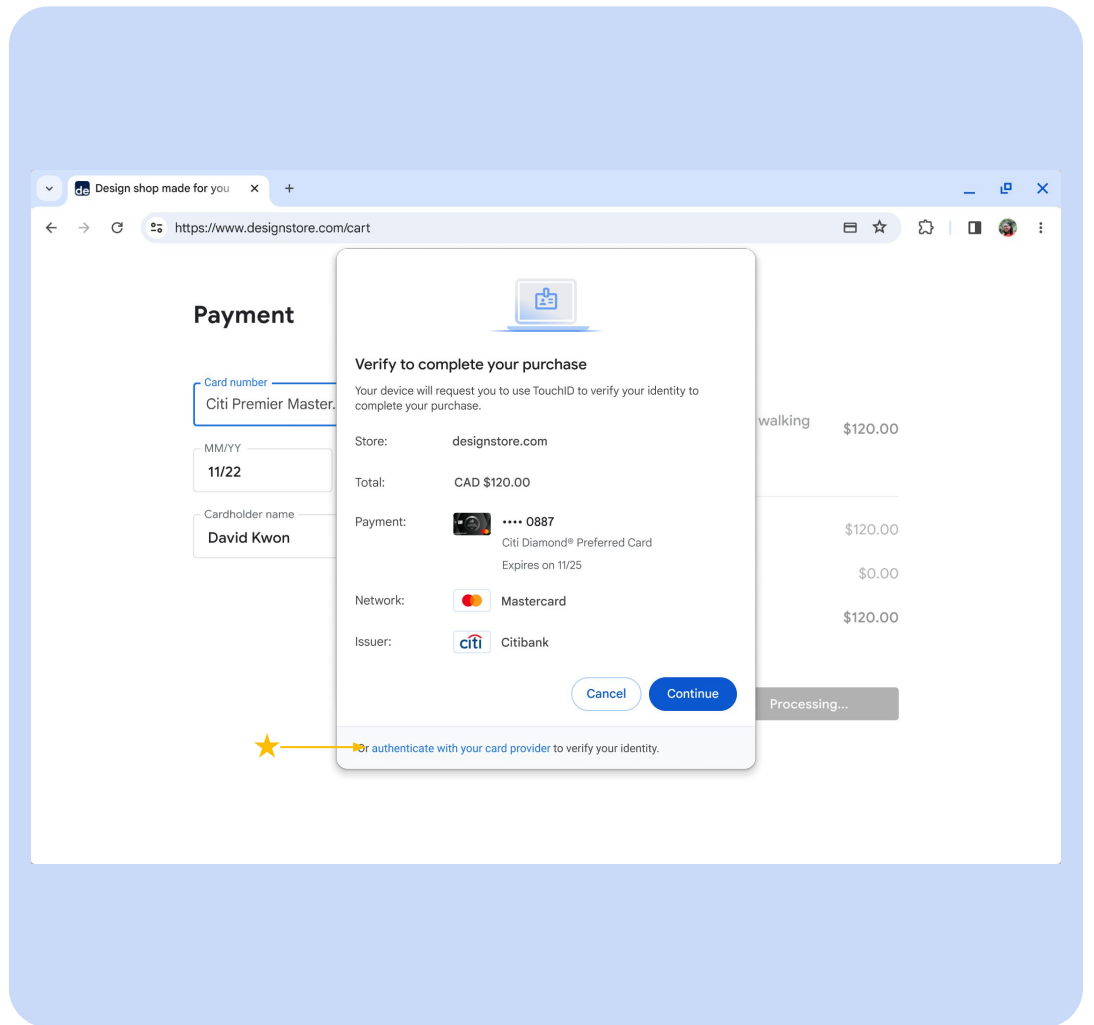 de Design shop made for you
https://www.designstore.com/cart
Payment
Card number
Citi Premier Master.
MM/YY
11/22
Cardholder name
David Kwon
Verify to complete your purchase
Your device will request you to use TouchID to verify your identity to
complete your purchase.
Store: designstore.com
Total: CAD $120.00
Payment: •••• 0887
Citi Diamond® Preferred Card
Expires on 11/25
Network: Mastercard
Issuer: citi Citibank
Cancel Continue
Or authenticate with your card provider to verify your identity.
walking $120.00
$120.00
$0.00
$120.00
Processing...